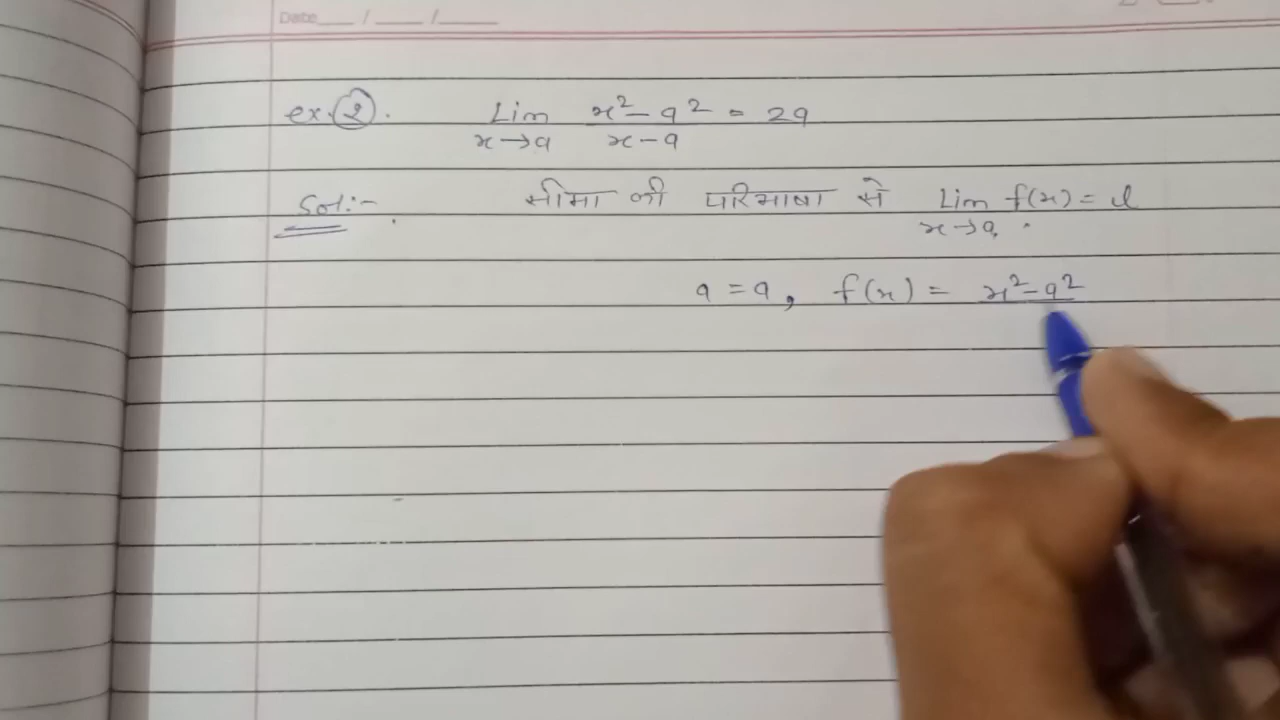 Date___ / ___ / ___
ex. ②. Lim x→a x²-a² / x-a = 2a
Sol:- सीमा की परिभाषा से Lim x→a f(x) = l
a = a, f(x) = x²-a²